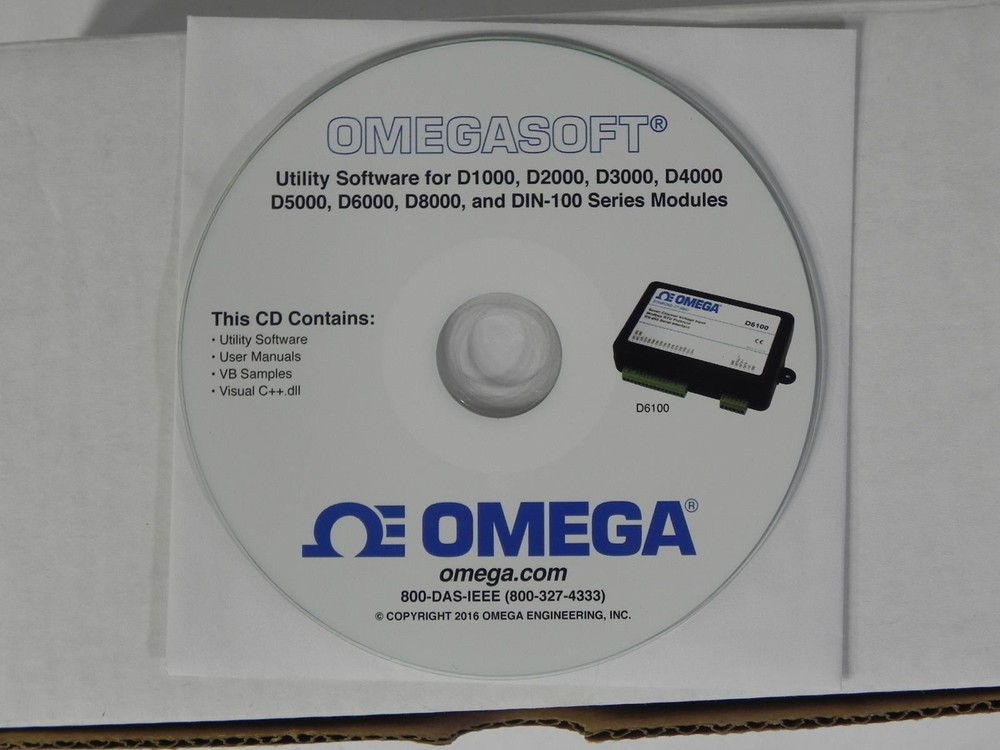 OMEGASOFT®
Utility Software for D1000, D2000, D3000, D4000
D5000, D6000, D8000, and DIN-100 Series Modules
This CD Contains:
· Utility Software
· User Manuals
· VB Samples
· Visual C++.dll
OMEGA
D6100
CE
D6100
OMEGA®
omega.com
800-DAS-IEEE (800-327-4333)
© COPYRIGHT 2016 OMEGA ENGINEERING, INC.